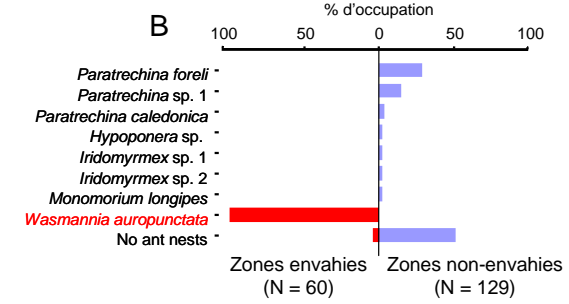 B
% d'occupation
100 50 0 50 100
Paratrechina foreli
Paratrechina sp. 1
Paratrechina caledonica
Hypoponera sp.
Iridomyrmex sp. 1
Iridomyrmex sp. 2
Monomorium longipes
Wasmannia auropunctata
No ant nests
Zones envahies Zones non-envahies
(N = 60) (N = 129)